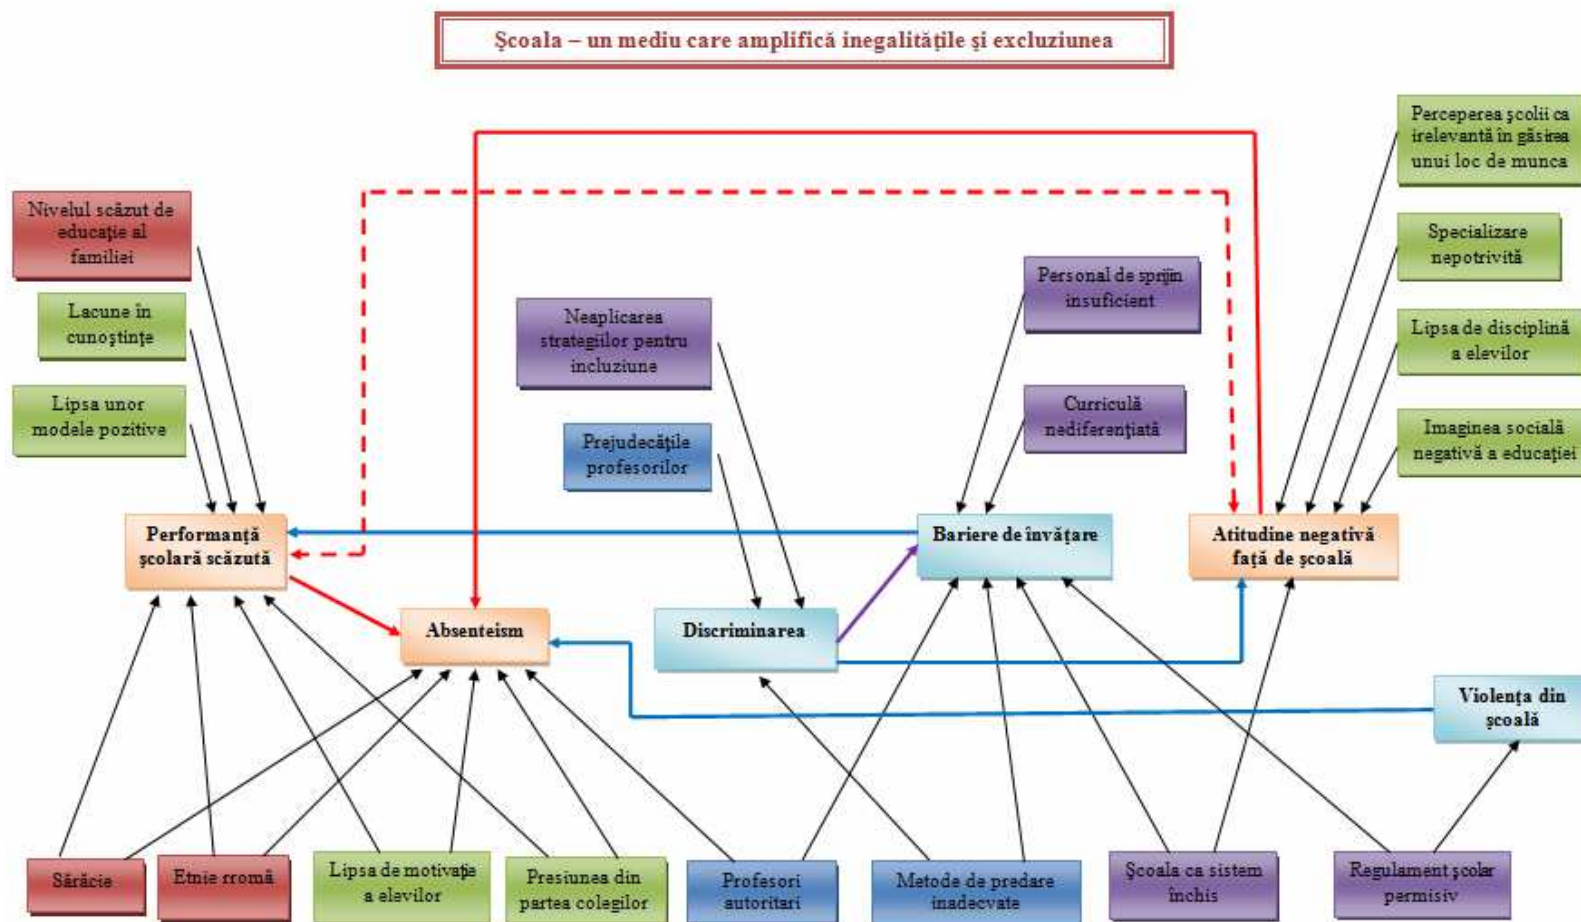 Şcoala – un mediu care amplifică inegalităţile şi excluziunea
Perceperea şcolii ca
irelevantă în găsirea
unui loc de munca
Nivelul scăzut de
educaţie al
familiei
Specializare
nepotrivită
Personal de sprijin
insuficient
Lacune în
cunoştinţe
Neaplicarea
strategiilor pentru
incluziune
Lipsa de disciplină
a elevilor
Lipsa unor
modele pozitive
Curriculă
nediferenţiată
Imaginea socială
negativă a educaţiei
Prejudecăţile
profesorilor
Performanţă
şcolară scăzută
Bariere de învăţare
Atitudine negativă
faţă de şcoală
Absenteism
Discriminarea
Violenţa din
şcoală
Sărăcie
Etnie rromă
Lipsa de motivaţie
a elevilor
Presiunea din
partea colegilor
Profesori
autoritari
Metode de predare
inadecvate
Şcoala ca sistem
închis
Regulament şcolar
permisiv